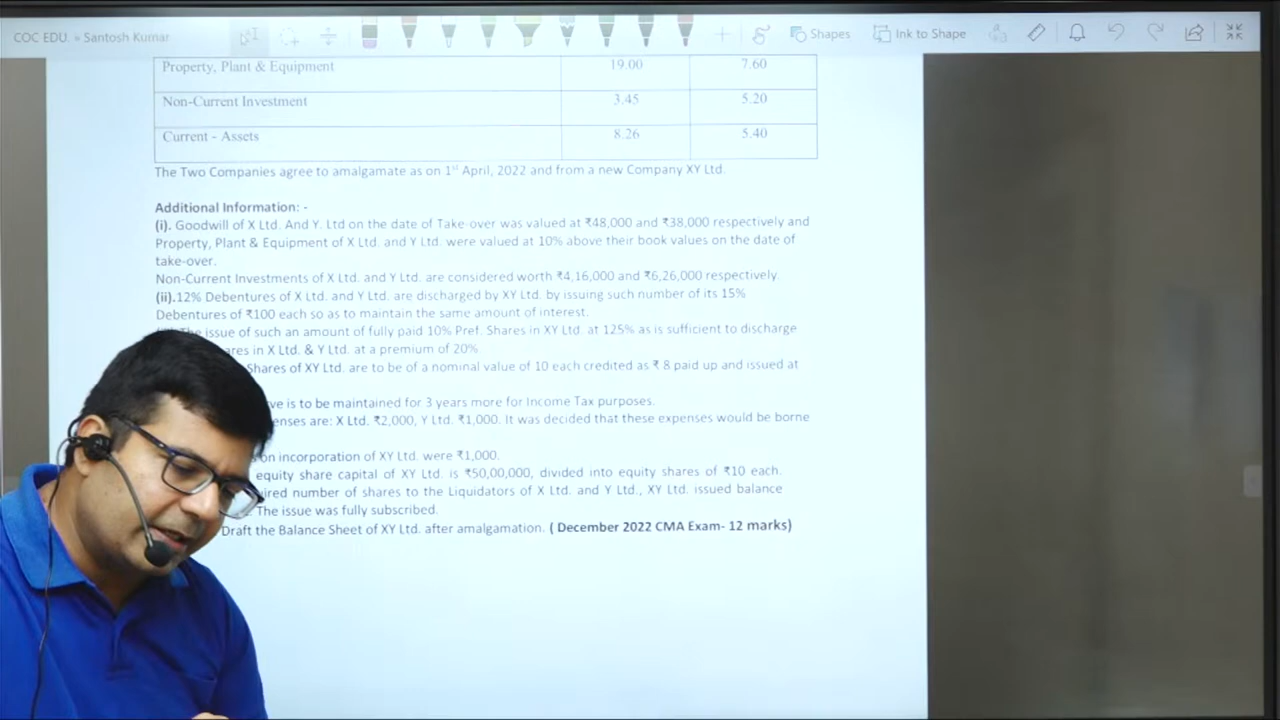 COC EDU. » Santosh Kumar
Shapes
Ink to Shape
Property, Plant & Equipment 19.00 7.60
Non-Current Investment 3.45 5.20
Current - Assets 8.26 5.40
The Two Companies agree to amalgamate as on 1st April, 2022 and from a new Company XY Ltd.
Additional Information: -
(i). Goodwill of X Ltd. And Y. Ltd on the date of Take-over was valued at ₹48,000 and ₹38,000 respectively and
Property, Plant & Equipment of X Ltd. and Y Ltd. were valued at 10% above their book values on the date of
take-over.
Non-Current Investments of X Ltd. and Y Ltd. are considered worth ₹4,16,000 and ₹6,26,000 respectively.
(ii).12% Debentures of X Ltd. and Y Ltd. are discharged by XY Ltd. by issuing such number of its 15%
Debentures of ₹100 each so as to maintain the same amount of interest.
The issue of such an amount of fully paid 10% Pref. Shares in XY Ltd. at 125% as is sufficient to discharge
ares in X Ltd. & Y Ltd. at a premium of 20%
Shares of XY Ltd. are to be of a nominal value of 10 each credited as ₹ 8 paid up and issued at
ve is to be maintained for 3 years more for Income Tax purposes.
enses are: X Ltd. ₹2,000, Y Ltd. ₹1,000. It was decided that these expenses would be borne
on incorporation of XY Ltd. were ₹1,000.
equity share capital of XY Ltd. is ₹50,00,000, divided into equity shares of ₹10 each.
ired number of shares to the Liquidators of X Ltd. and Y Ltd., XY Ltd. issued balance
The issue was fully subscribed.
Draft the Balance Sheet of XY Ltd. after amalgamation. ( December 2022 CMA Exam- 12 marks)